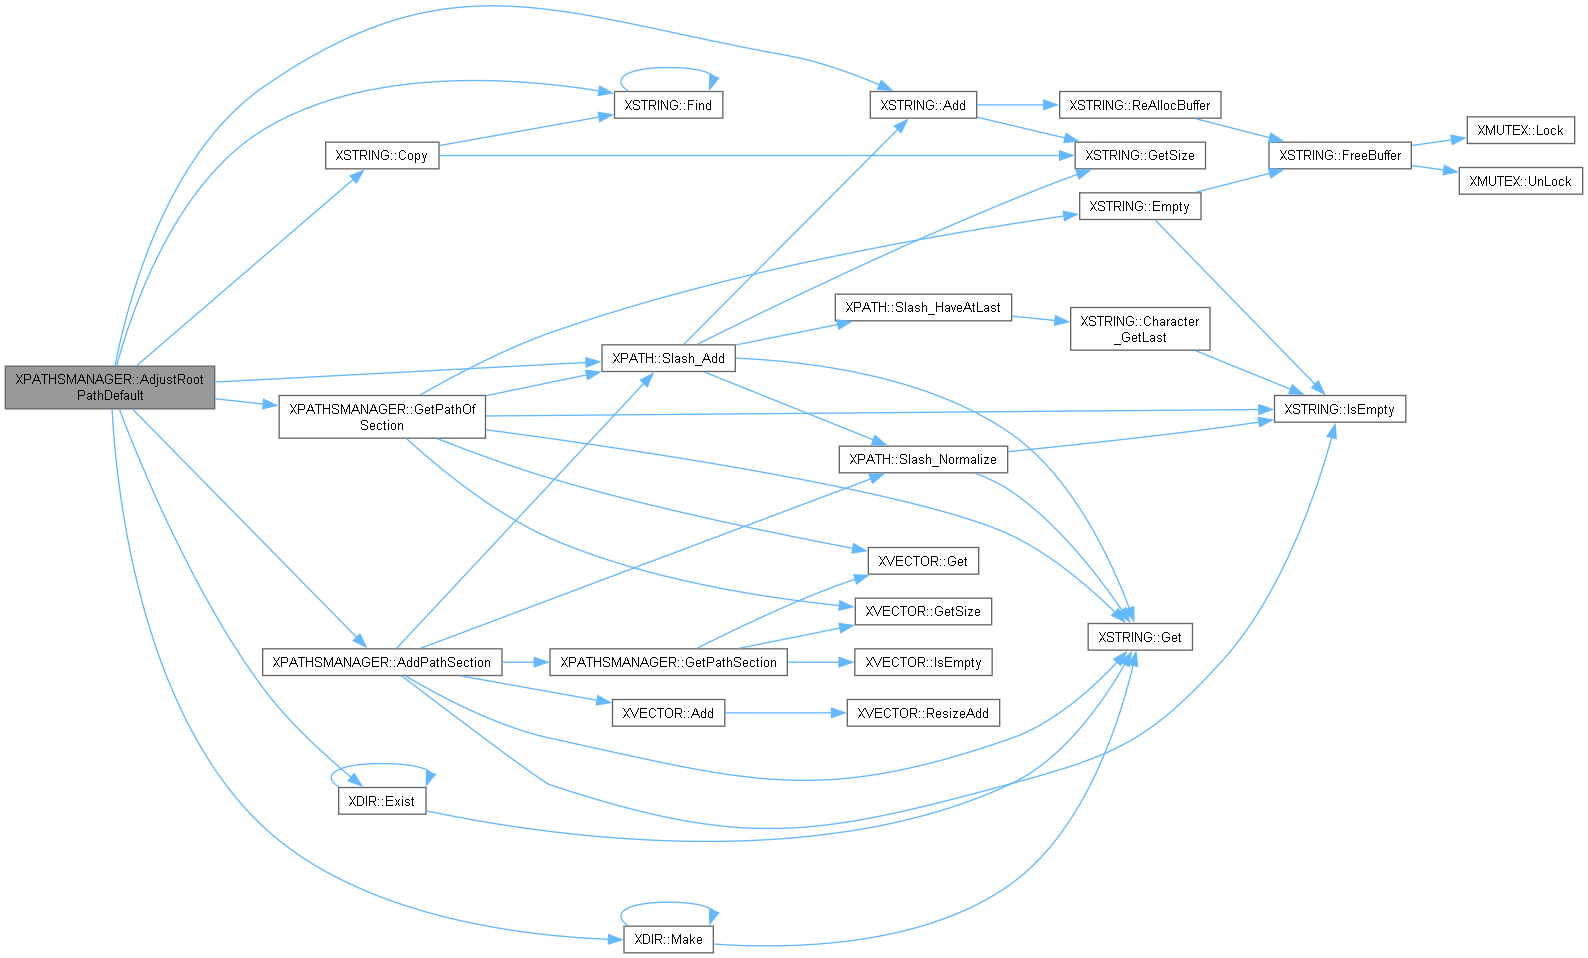 XSTRING::Find
XSTRING::Add
XSTRING::ReAllocBuffer
XMUTEX::Lock
XSTRING::Copy
XSTRING::GetSize
XSTRING::FreeBuffer
XMUTEX::UnLock
XSTRING::Empty
XPATH::Slash_HaveAtLast
XSTRING::Character
_GetLast
XPATH::Slash_Add
XPATHSMANAGER::AdjustRoot
PathDefault
XPATHSMANAGER::GetPathOf
Section
XSTRING::IsEmpty
XPATH::Slash_Normalize
XVECTOR::Get
XVECTOR::GetSize
XSTRING::Get
XPATHSMANAGER::AddPathSection
XPATHSMANAGER::GetPathSection
XVECTOR::IsEmpty
XVECTOR::Add
XVECTOR::ResizeAdd
XDIR::Exist
XDIR::Make